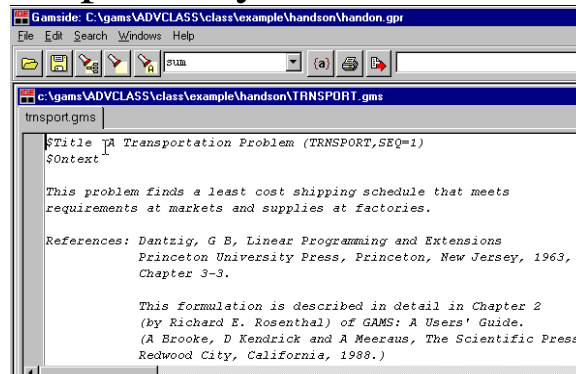 Gamside: C:\gams\ADVCLASS\class\example\handson\handon.gpr
File Edit Search Windows Help
sum {a}
c:\gams\ADVCLASS\class\example\handson\TRNSPORT.gms
trnsport.gms
$Title A Transportation Problem (TRNSPORT,SEQ=1)
$Ontext
This problem finds a least cost shipping schedule that meets
requirements at markets and supplies at factories.
References: Dantzig, G B, Linear Programming and Extensions
Princeton University Press, Princeton, New Jersey, 1963,
Chapter 3-3.
This formulation is described in detail in Chapter 2
(by Richard E. Rosenthal) of GAMS: A Users' Guide.
(A Brooke, D Kendrick and A Meeraus, The Scientific Press
Redwood City, California, 1988.)